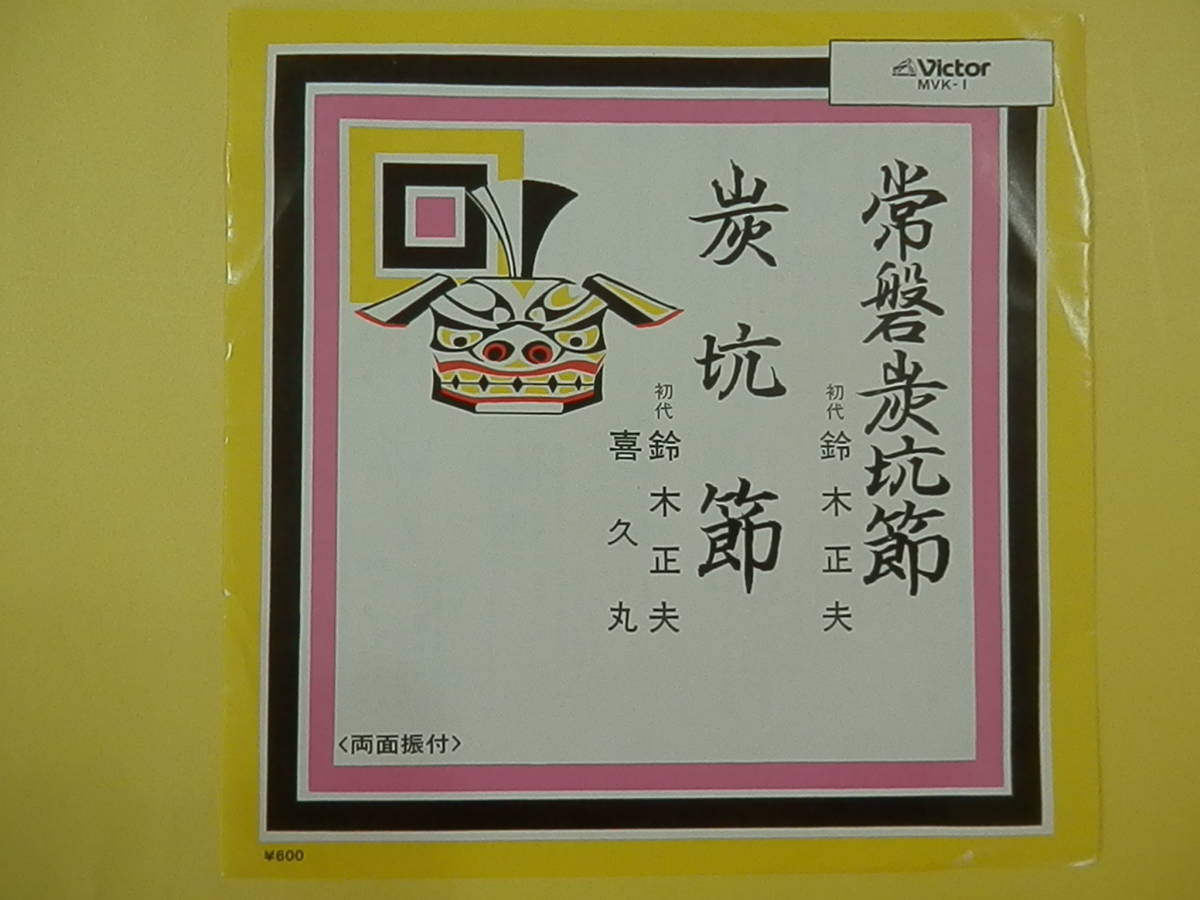 Victor
MVK-1
常磐炭坑節
初代 鈴木正夫
炭坑節
初代 鈴木正夫
喜久丸
〈両面振付〉
¥600